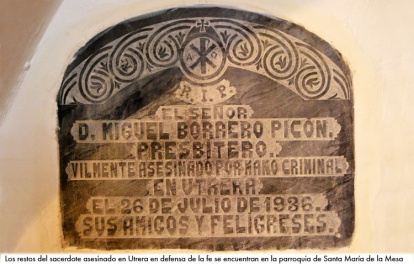 A Ω
R.I.P.
EL SEÑOR
D. MIGUEL BORRERO PICÓN.
PRESBITERO.
VILMENTE ASESINADO POR MANO CRIMINAL
EN UTRERA
EL 26 DE JULIO DE 1936.
SUS AMIGOS Y FELIGRESES.
Los restos del sacerdote asesinado en Utrera en defensa de la fe se encuentran en la parroquia de Santa María de la Mesa